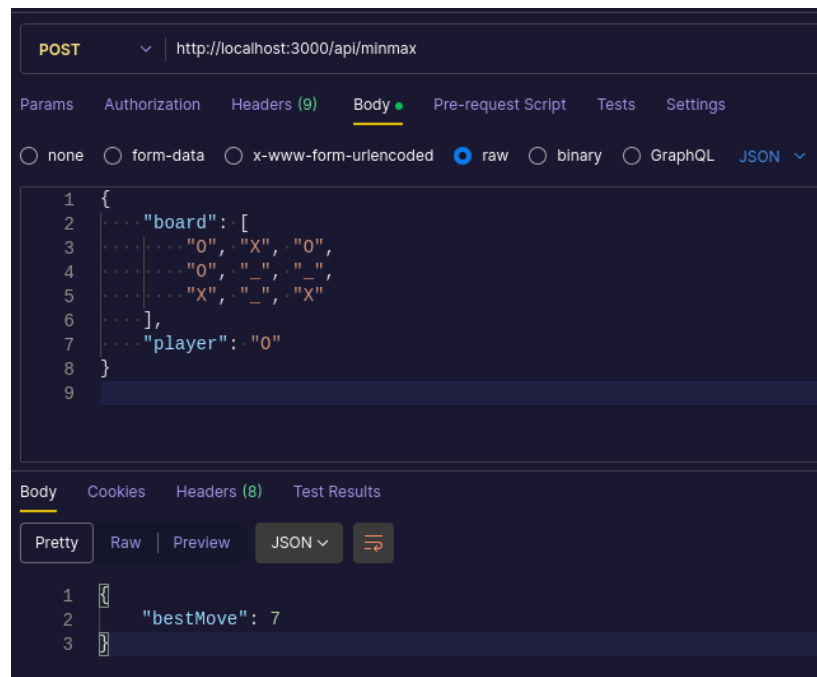 POST http://localhost:3000/api/minmax
Params Authorization Headers (9) Body Pre-request Script Tests Settings
none form-data x-www-form-urlencoded raw binary GraphQL JSON
1 {
2 "board": [
3 "O", "X", "O",
4 "O", "_", "_",
5 "X", "_", "X"
6 ],
7 "player": "O"
8 }
9
Body Cookies Headers (8) Test Results
Pretty Raw Preview JSON
1 {
2 "bestMove": 7
3 }